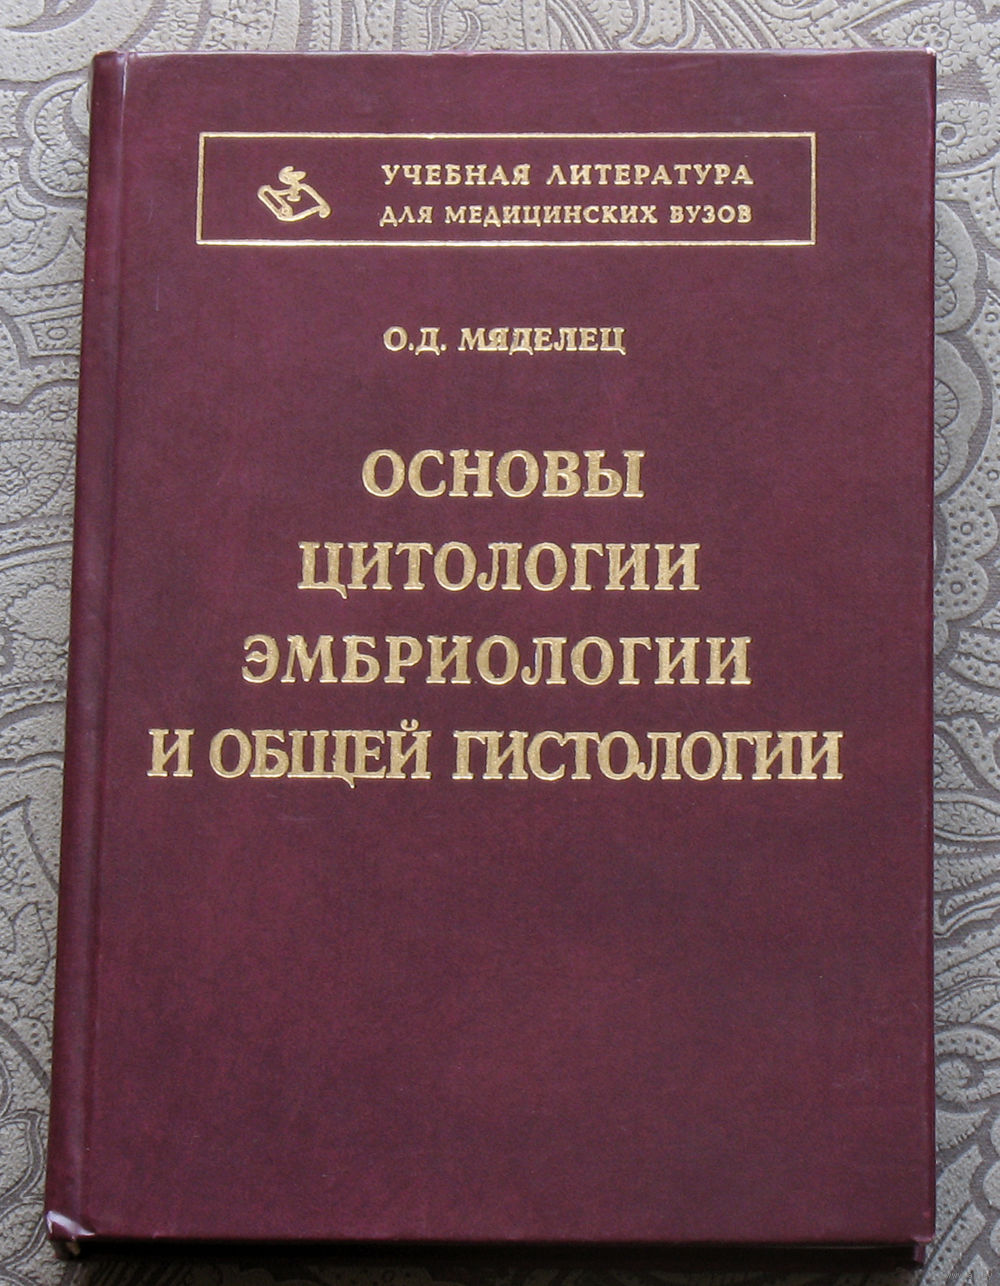 УЧЕБНАЯ ЛИТЕРАТУРА
ДЛЯ МЕДИЦИНСКИХ ВУЗОВ
О.Д. МЯДЕЛЕЦ
ОСНОВЫ
ЦИТОЛОГИИ
ЭМБРИОЛОГИИ
И ОБЩЕЙ ГИСТОЛОГИИ